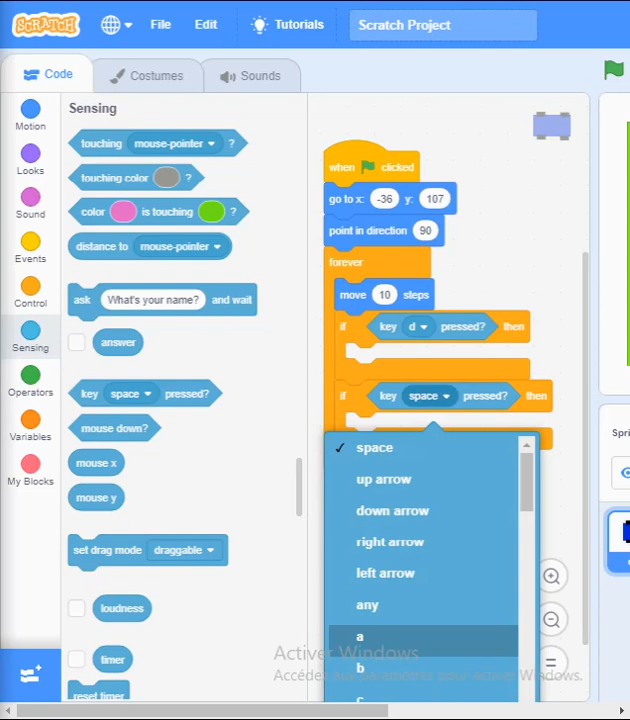 SCRATCH
File Edit Tutorials Scratch Project
Code Costumes Sounds
Motion
Looks
Sound
Events
Control
Sensing
Operators
Variables
My Blocks
Sensing
touching mouse-pointer ?
touching color ?
color is touching ?
distance to mouse-pointer
ask What's your name? and wait
answer
key space pressed?
mouse down?
mouse x
mouse y
set drag mode draggable
loudness
timer
reset timer
when clicked
go to x: -36 y: 107
point in direction 90
forever
move 10 steps
if key d pressed? then
if key space pressed? then
✓ space
up arrow
down arrow
right arrow
left arrow
any
a
b
c
Spri
Activer Windows
Accédez aux paramètres pour activer Windows.